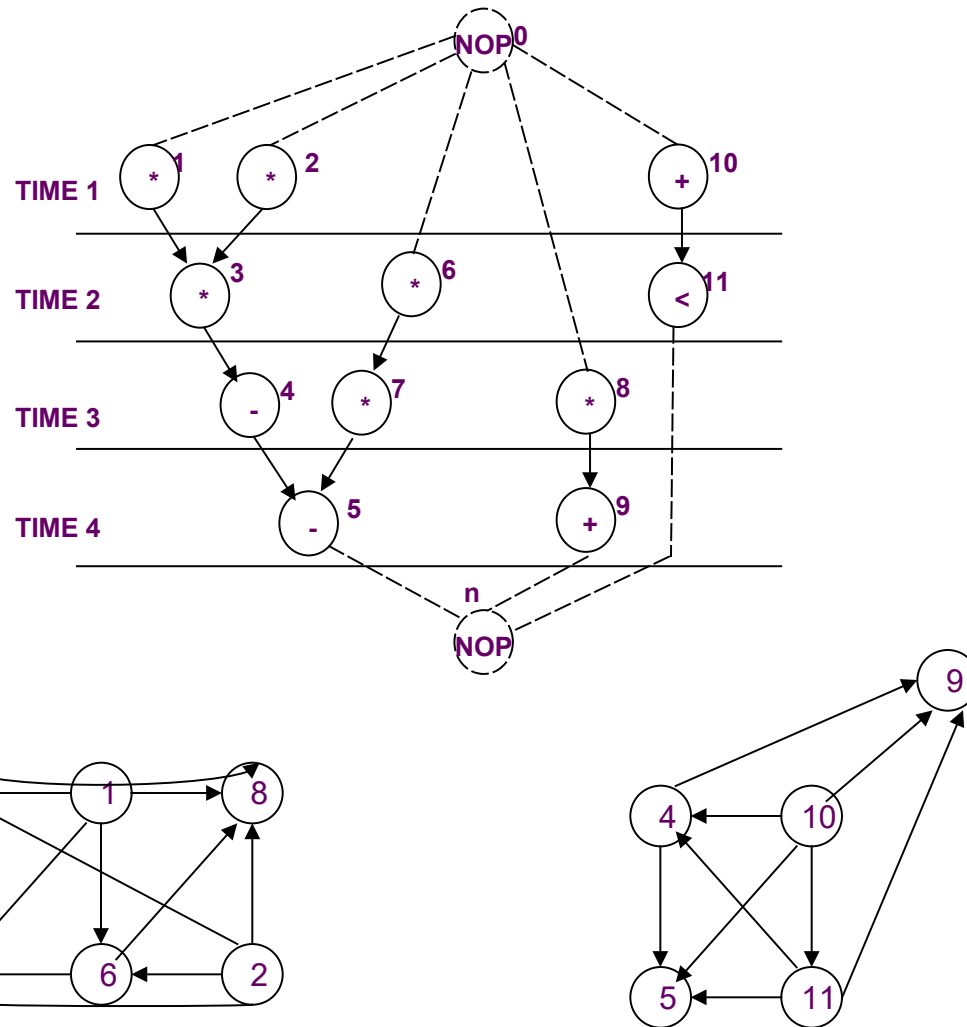 NOP 0
* 1 * 2 + 10
TIME 1
* 3 * 6 < 11
TIME 2
- 4 * 7 * 8
TIME 3
- 5 + 9
TIME 4
n
NOP
9
1 8 4 10
6 2 5 11